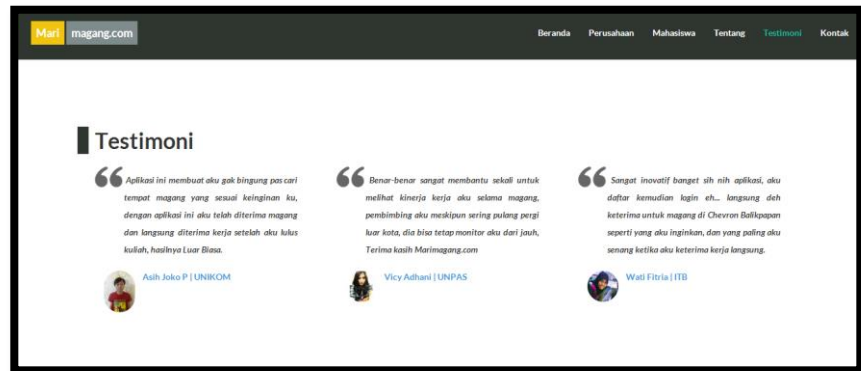 Mari magang.com
Beranda Perusahaan Mahasiswa Tentang Testimoni Kontak
Testimoni
Aplikasi ini membuat aku gak bingung pas cari
tempat magang yang sesuai keinginan ku,
dengan aplikasi ini aku telah diterima magang
dan langsung diterima kerja setelah aku lulus
kuliah, hasilnya Luar Biasa.
Asih Joko P | UNIKOM
Benar-benar sangat membantu sekali untuk
melihat kinerja kerja aku selama magang,
pembimbing aku meskipun sering pulang pergi
luar kota, dia bisa tetap monitor aku dari jauh,
Terima kasih Marimagang.com
Vicy Adhani | UNPAS
Sangat inovatif banget sih nih aplikasi, aku
daftar kemudian login eh... langsung deh
keterima untuk magang di Chevron Balikpapan
seperti yang aku inginkan, dan yang paling aku
senang ketika aku keterima kerja langsung.
Wati Fitria | ITB